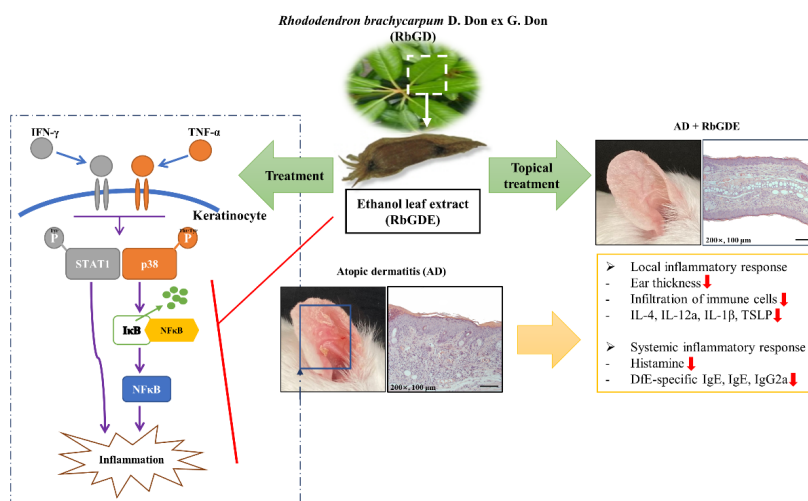 Rhododendron brachycarpum D. Don ex G. Don
(RbGD)
IFN-γ
TNF-α
Keratinocyte
P
P
STAT1
p38
IκB
NFκB
NFκB
Inflammation
Treatment
Ethanol leaf extract
(RbGDE)
Topical
treatment
Atopic dermatitis (AD)
200×, 100 μm
AD + RbGDE
200×, 100 μm
➢ Local inflammatory response
- Ear thickness
- Infiltration of immune cells
- IL-4, IL-12a, IL-1β, TSLP
➢ Systemic inflammatory response
- Histamine
- DfE-specific IgE, IgE, IgG2a